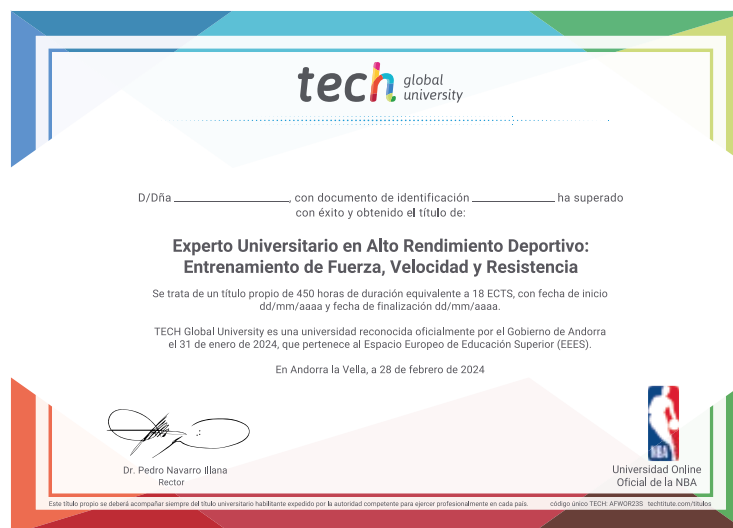 tech global
university
D/Dña ______________, con documento de identificación ____________ ha superado
con éxito y obtenido el título de:
Experto Universitario en Alto Rendimiento Deportivo:
Entrenamiento de Fuerza, Velocidad y Resistencia
Se trata de un título propio de 450 horas de duración equivalente a 18 ECTS, con fecha de inicio
dd/mm/aaaa y fecha de finalización dd/mm/aaaa.
TECH Global University es una universidad reconocida oficialmente por el Gobierno de Andorra
el 31 de enero de 2024, que pertenece al Espacio Europeo de Educación Superior (EEES).
En Andorra la Vella, a 28 de febrero de 2024
Dr. Pedro Navarro Illana
Rector
NBA
Universidad Online
Oficial de la NBA
Este título propio se deberá acompañar siempre del título universitario habilitante expedido por la autoridad competente para ejercer profesionalmente en cada país. código único TECH: AFWOR23S techtitute.com/titulos